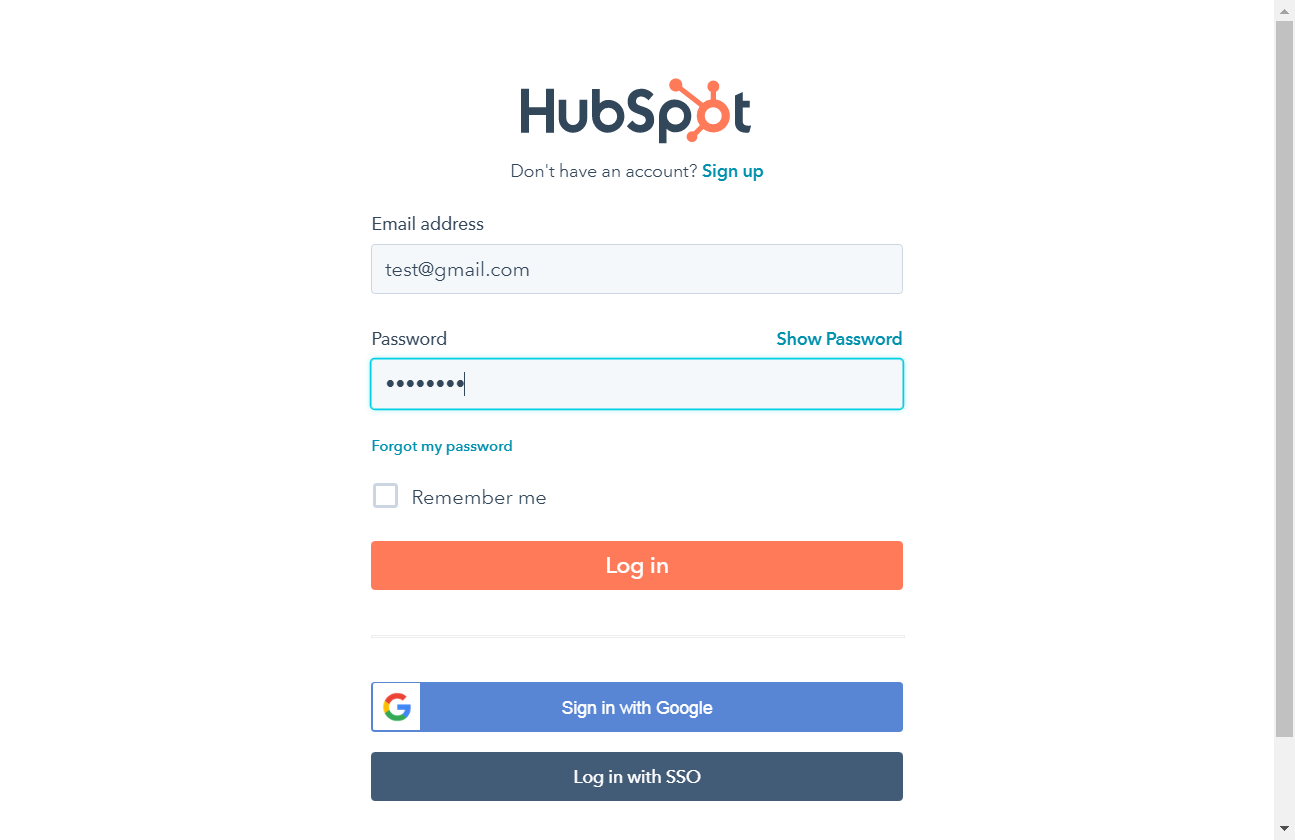 HubSpot
Don't have an account? Sign up
Email address
test@gmail.com
Password Show Password
••••••••
Forgot my password
Remember me
Log in
Sign in with Google
Log in with SSO